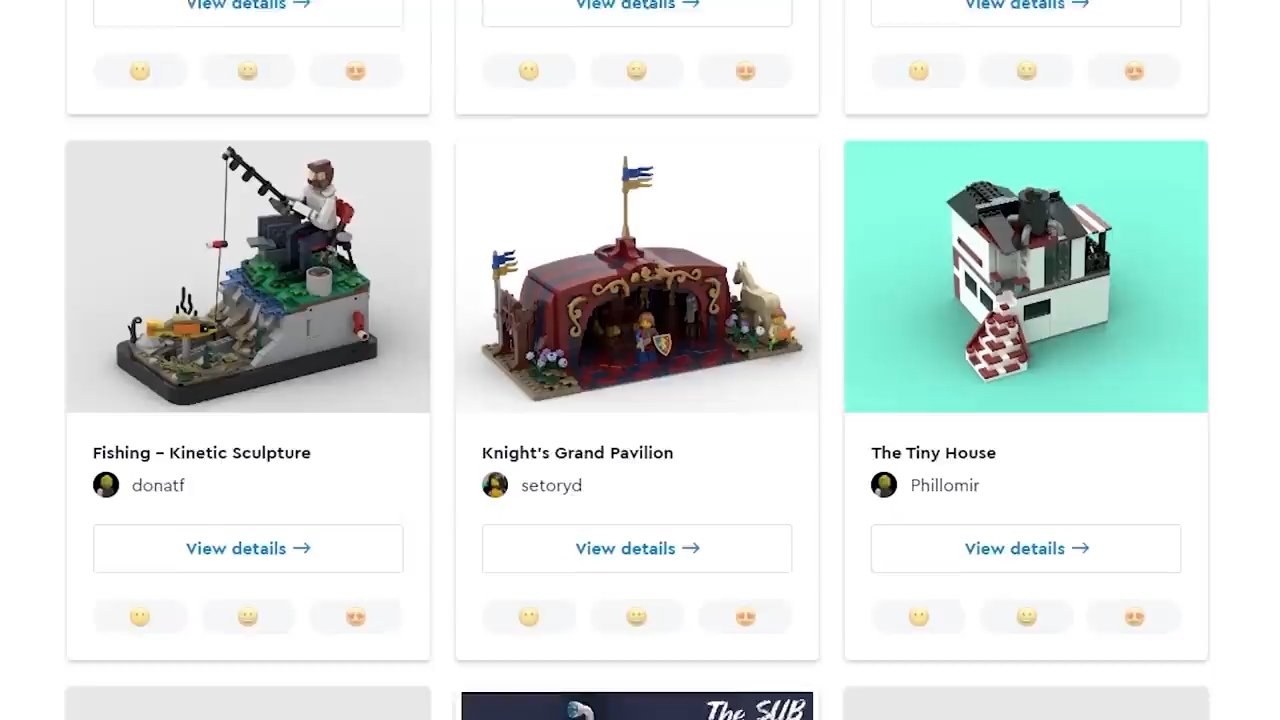 View details →
View details →
View details →
Fishing – Kinetic Sculpture
donatf
View details →
Knight's Grand Pavilion
setoryd
View details →
The Tiny House
Phillomir
View details →
The SUB